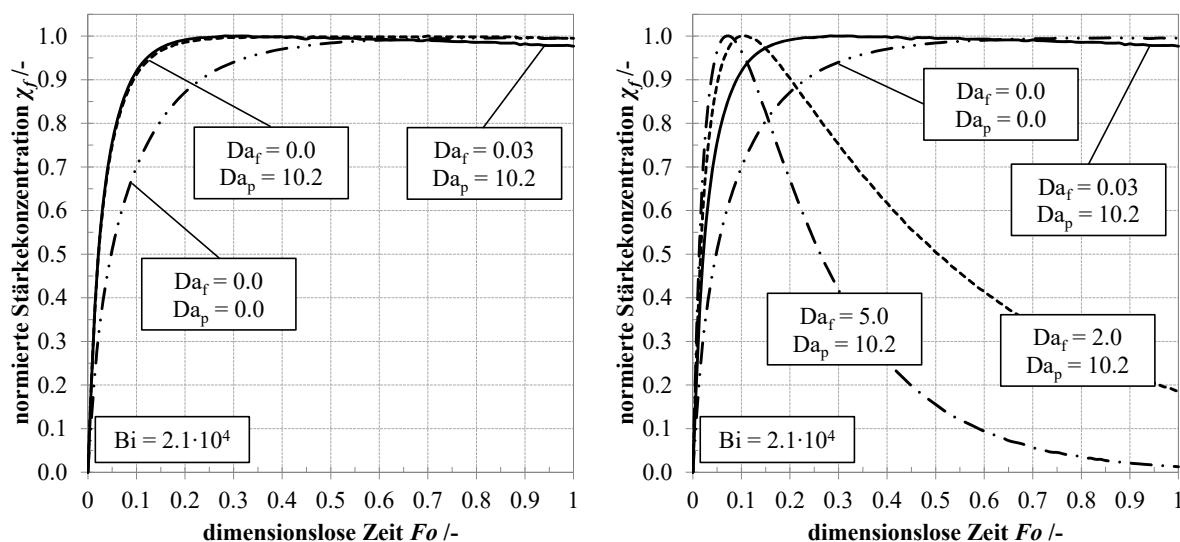 normierte Stärkekonzentration χf /-
1.0
0.9
0.8
0.7
0.6
0.5
0.4
0.3
0.2
0.1
0.0
Daf = 0.0
Dap = 10.2
Daf = 0.03
Dap = 10.2
Daf = 0.0
Dap = 0.0
Bi = 2.1·10⁴
0 0.1 0.2 0.3 0.4 0.5 0.6 0.7 0.8 0.9 1
dimensionslose Zeit Fo /-
normierte Stärkekonzentration χf /-
1.0
0.9
0.8
0.7
0.6
0.5
0.4
0.3
0.2
0.1
0.0
Daf = 0.0
Dap = 0.0
Daf = 0.03
Dap = 10.2
Daf = 5.0
Dap = 10.2
Daf = 2.0
Dap = 10.2
Bi = 2.1·10⁴
0 0.1 0.2 0.3 0.4 0.5 0.6 0.7 0.8 0.9 1
dimensionslose Zeit Fo /-